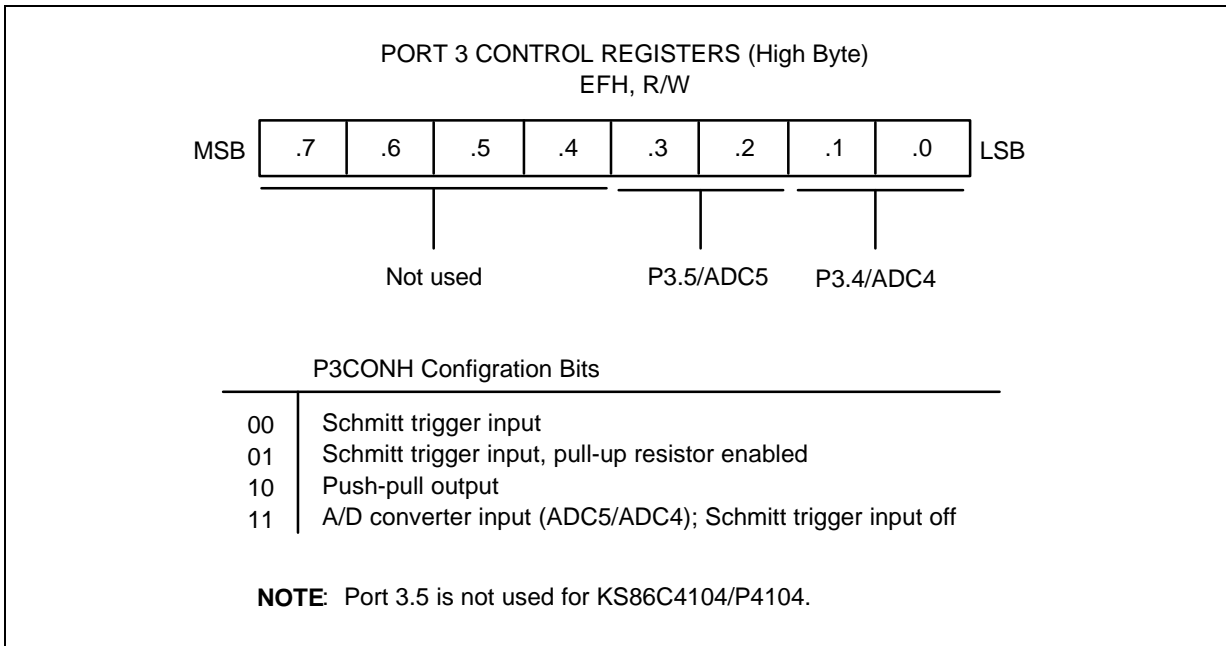 PORT 3 CONTROL REGISTERS (High Byte)
EFH, R/W
MSB .7 .6 .5 .4 .3 .2 .1 .0 LSB
Not used P3.5/ADC5 P3.4/ADC4
P3CONH Configration Bits
00 Schmitt trigger input
01 Schmitt trigger input, pull-up resistor enabled
10 Push-pull output
11 A/D converter input (ADC5/ADC4); Schmitt trigger input off
NOTE: Port 3.5 is not used for KS86C4104/P4104.